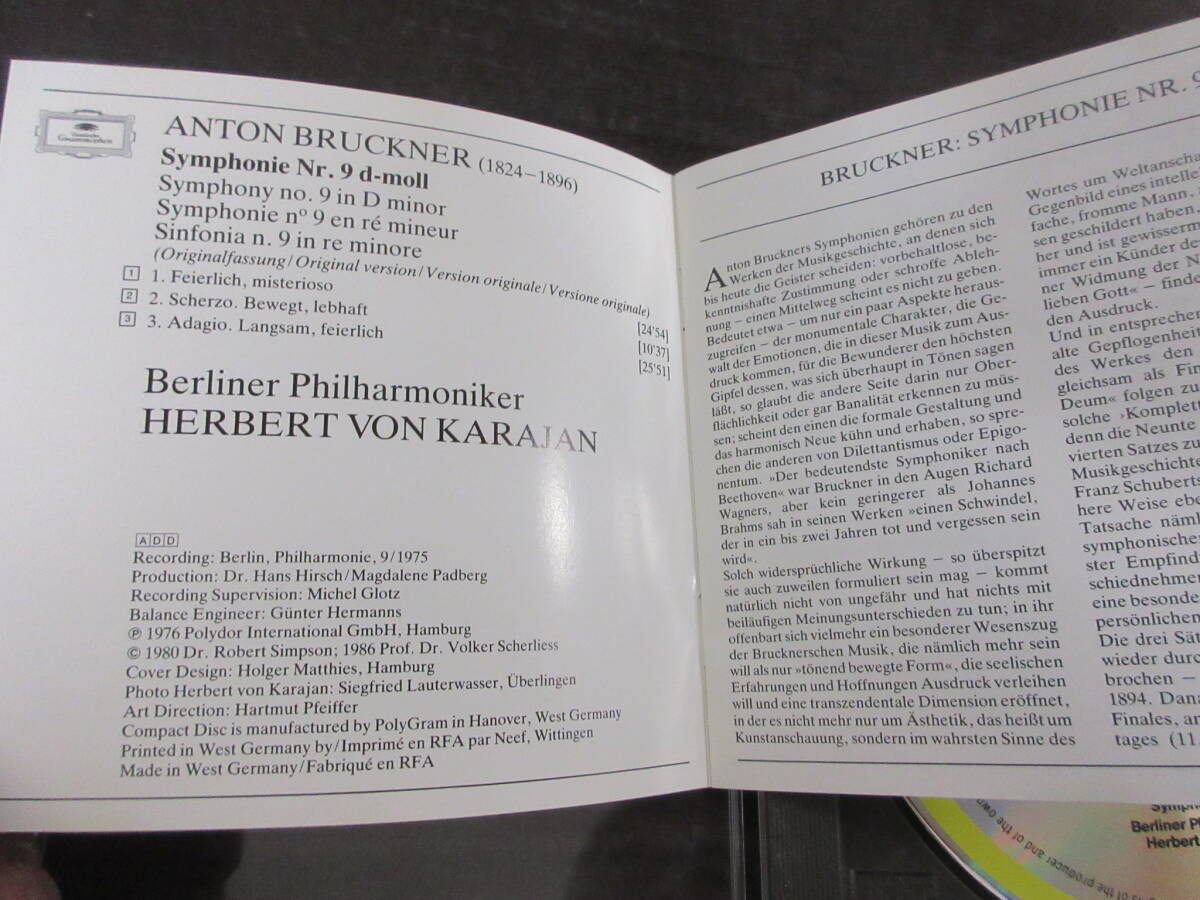 Deutsche
Grammophon
ANTON BRUCKNER (1824–1896)
Symphonie Nr. 9 d-moll
Symphony no. 9 in D minor
Symphonie nº 9 en ré mineur
Sinfonia n. 9 in re minore
(Originalfassung/Original version/Version originale/Versione originale)
1 1. Feierlich, misterioso [24'54]
2 2. Scherzo. Bewegt, lebhaft [10'37]
3 3. Adagio. Langsam, feierlich [25'51]
Berliner Philharmoniker
HERBERT VON KARAJAN
ADD
Recording: Berlin, Philharmonie, 9/1975
Production: Dr. Hans Hirsch/Magdalene Padberg
Recording Supervision: Michel Glotz
Balance Engineer: Günter Hermanns
℗ 1976 Polydor International GmbH, Hamburg
© 1980 Dr. Robert Simpson; 1986 Prof. Dr. Volker Scherliess
Cover Design: Holger Matthies, Hamburg
Photo Herbert von Karajan: Siegfried Lauterwasser, Überlingen
Art Direction: Hartmut Pfeiffer
Compact Disc is manufactured by PolyGram in Hanover, West Germany
Printed in West Germany by/Imprimé en RFA par Neef, Wittingen
Made in West Germany/Fabriqué en RFA
BRUCKNER: SYMPHONIE NR. 9
Anton Bruckners Symphonien gehören zu den
Werken der Musikgeschichte, an denen sich
bis heute die Geister scheiden: vorbehaltlose, be-
kenntnishafte Zustimmung oder schroffe Ableh-
nung – einen Mittelweg scheint es nicht zu geben.
Bedeutet etwa – um nur ein paar Aspekte heraus-
zugreifen – der monumentale Charakter, die Ge-
walt der Emotionen, die in dieser Musik zum Aus-
druck kommen, für die Bewunderer den höchsten
Gipfel dessen, was sich überhaupt in Tönen sagen
läßt, so glaubt die andere Seite darin nur Ober-
flächlichkeit oder gar Banalität erkennen zu müs-
sen; scheint den einen die formale Gestaltung und
das harmonisch Neue kühn und erhaben, so spre-
chen die anderen von Dilettantismus oder Epigo-
nentum. »Der bedeutendste Symphoniker nach
Beethoven« war Bruckner in den Augen Richard
Wagners, aber kein geringerer als Johannes
Brahms sah in seinen Werken »einen Schwindel,
der in ein bis zwei Jahren tot und vergessen sein
wird«.
Solch widersprüchliche Wirkung – so überspitzt
sie auch zuweilen formuliert sein mag – kommt
natürlich nicht von ungefähr und hat nichts mit
beiläufigen Meinungsunterschieden zu tun; in ihr
offenbart sich vielmehr ein besonderer Wesenszug
der Brucknerschen Musik, die nämlich mehr sein
will als nur »tönend bewegte Form«, die seelischen
Erfahrungen und Hoffnungen Ausdruck verleihen
will und eine transzendentale Dimension eröffnet,
in der es nicht mehr nur um Ästhetik, das heißt um
Kunstanschauung, sondern im wahrsten Sinne des
Wortes um Weltanscha
Gegenbild eines intelle
fache, fromme Mann,
sen geschildert haben,
her und ist gewisserm
immer ein Künder de
ner Widmung der N
lieben Gott« – finde
den Ausdruck.
Und in entsprechen
alte Gepflogenheit
des Werkes den
gleichsam als Fin
Deum« folgen zu
solche ›Komplett
denn die Neunte
vierten Satzes zu
Musikgeschichte
Franz Schuberts
here Weise ebe
Tatsache näml
symphonischen
ster Empfind
schiednehmen
eine besonde
persönlichen
Die drei Sät
wieder durc
brochen –
1894. Dana
Finales, an
tages (11.
of the producer and of the own
Berliner Ph
Herbert